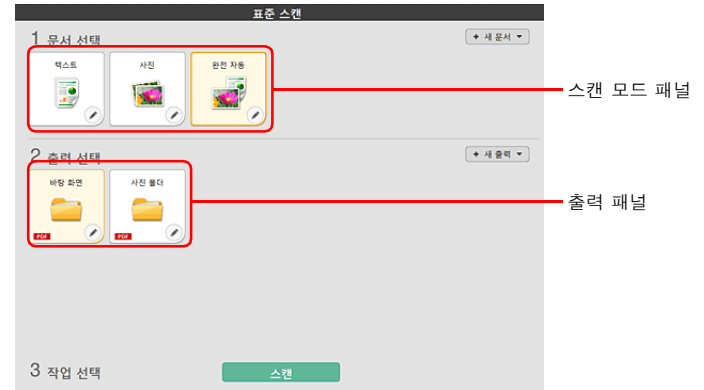 표준 스캔
1 문서 선택
+ 새 문서
텍스트
사진
완전 자동
스캔 모드 패널
2 출력 선택
+ 새 출력
바탕 화면
사진 폴더
PDF
PDF
출력 패널
3 작업 선택
스캔